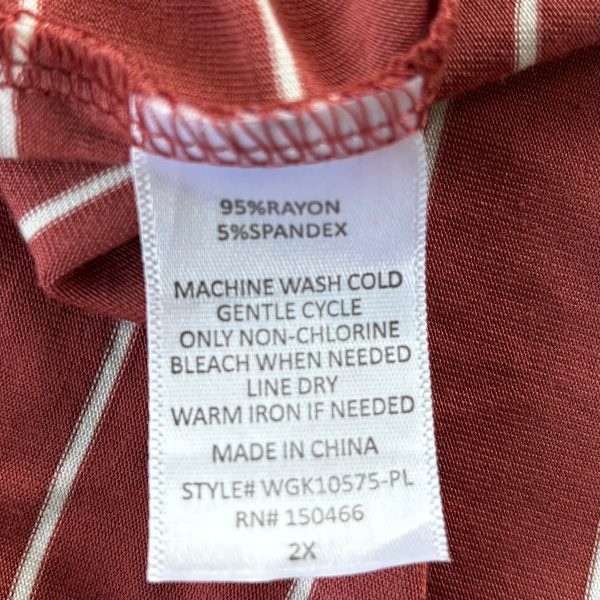 95%RAYON
5%SPANDEX
MACHINE WASH COLD
GENTLE CYCLE
ONLY NON-CHLORINE
BLEACH WHEN NEEDED
LINE DRY
WARM IRON IF NEEDED
MADE IN CHINA
STYLE# WGK10575-PL
RN# 150466
2X